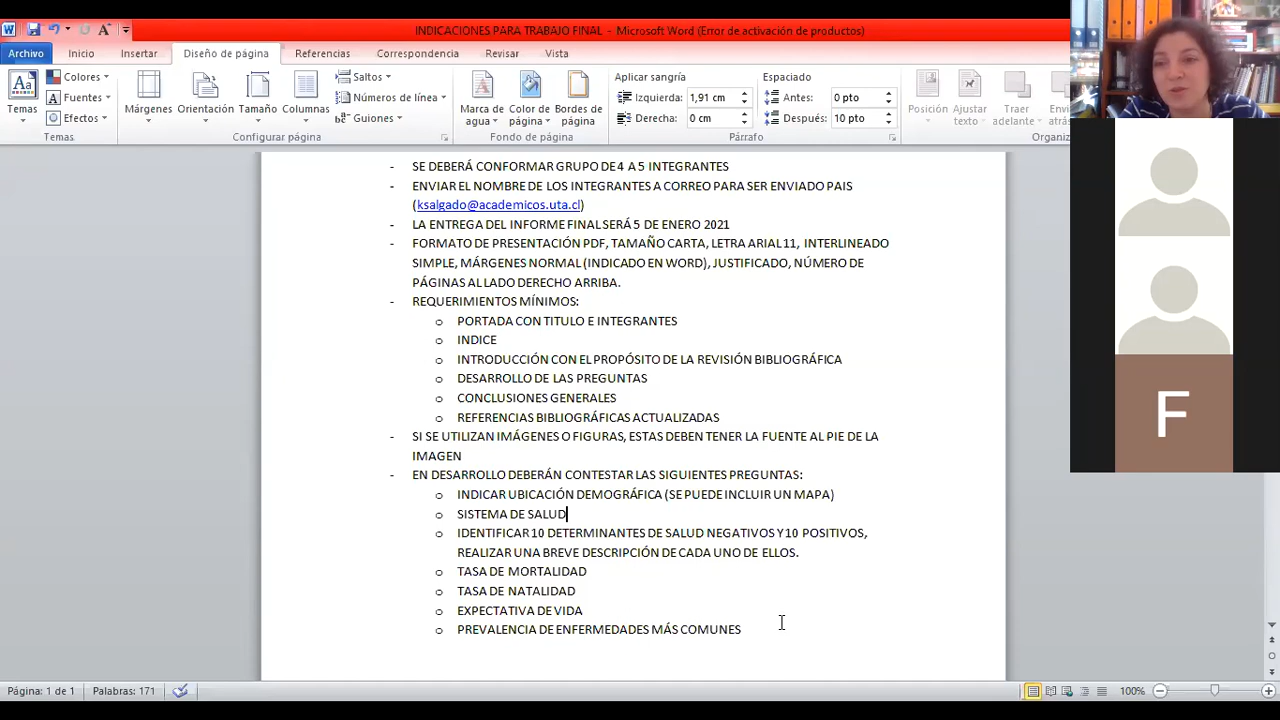 INDICACIONES PARA TRABAJO FINAL - Microsoft Word (Error de activación de productos)
Archivo Inicio Insertar Diseño de página Referencias Correspondencia Revisar Vista
Temas
Colores
Fuentes
Efectos
Temas
Márgenes Orientación Tamaño Columnas
Saltos
Números de línea
Guiones
Configurar página
Marca de agua
Color de página
Bordes de página
Fondo de página
Aplicar sangría
Izquierda: 1,91 cm
Derecha: 0 cm
Espaciado
Antes: 0 pto
Después: 10 pto
Párrafo
Posición
Ajustar texto
Traer adelante
Organiz
- SE DEBERÁ CONFORMAR GRUPO DE 4 A 5 INTEGRANTES
- ENVIAR EL NOMBRE DE LOS INTEGRANTES A CORREO PARA SER ENVIADO PAIS
(ksalgado@academicos.uta.cl)
- LA ENTREGA DEL INFORME FINAL SERÁ 5 DE ENERO 2021
- FORMATO DE PRESENTACIÓN PDF, TAMAÑO CARTA, LETRA ARIAL 11, INTERLINEADO
SIMPLE, MÁRGENES NORMAL (INDICADO EN WORD), JUSTIFICADO, NÚMERO DE
PÁGINAS AL LADO DERECHO ARRIBA.
- REQUERIMIENTOS MÍNIMOS:
o PORTADA CON TITULO E INTEGRANTES
o INDICE
o INTRODUCCIÓN CON EL PROPÓSITO DE LA REVISIÓN BIBLIOGRÁFICA
o DESARROLLO DE LAS PREGUNTAS
o CONCLUSIONES GENERALES
o REFERENCIAS BIBLIOGRÁFICAS ACTUALIZADAS
- SI SE UTILIZAN IMÁGENES O FIGURAS, ESTAS DEBEN TENER LA FUENTE AL PIE DE LA
IMAGEN
- EN DESARROLLO DEBERÁN CONTESTAR LAS SIGUIENTES PREGUNTAS:
o INDICAR UBICACIÓN DEMOGRÁFICA (SE PUEDE INCLUIR UN MAPA)
o SISTEMA DE SALUD
o IDENTIFICAR 10 DETERMINANTES DE SALUD NEGATIVOS Y 10 POSITIVOS,
REALIZAR UNA BREVE DESCRIPCIÓN DE CADA UNO DE ELLOS.
o TASA DE MORTALIDAD
o TASA DE NATALIDAD
o EXPECTATIVA DE VIDA
o PREVALENCIA DE ENFERMEDADES MÁS COMUNES
F
Página: 1 de 1 Palabras: 171
100%